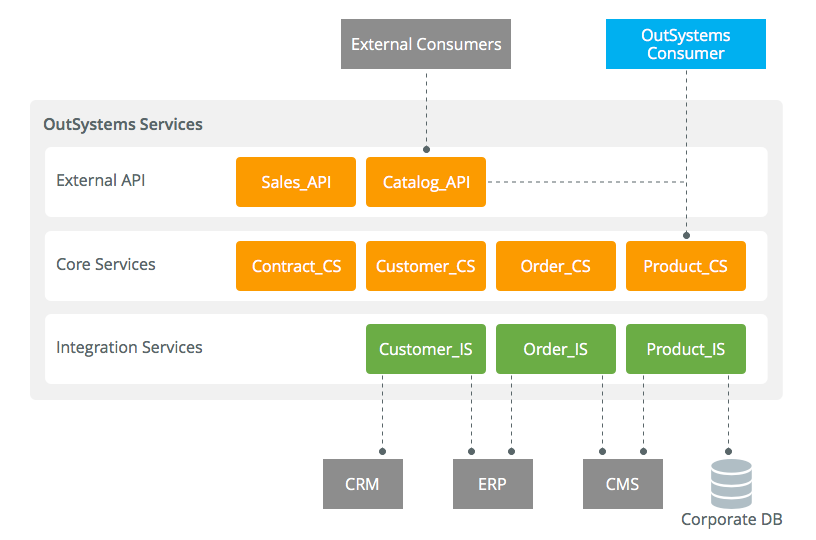 External Consumers
OutSystems
Consumer
OutSystems Services
External API
Sales_API
Catalog_API
Core Services
Contract_CS
Customer_CS
Order_CS
Product_CS
Integration Services
Customer_IS
Order_IS
Product_IS
CRM
ERP
CMS
Corporate DB